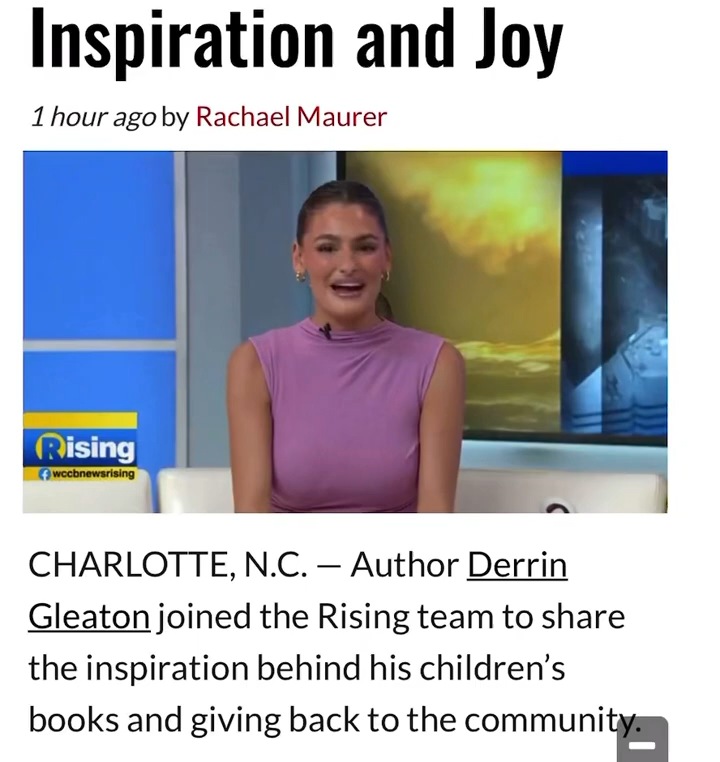 Inspiration and Joy
1 hour ago by Rachael Maurer
Rising
wccbnewsrising
CHARLOTTE, N.C. — Author Derrin
Gleaton joined the Rising team to share
the inspiration behind his children’s
books and giving back to the community.